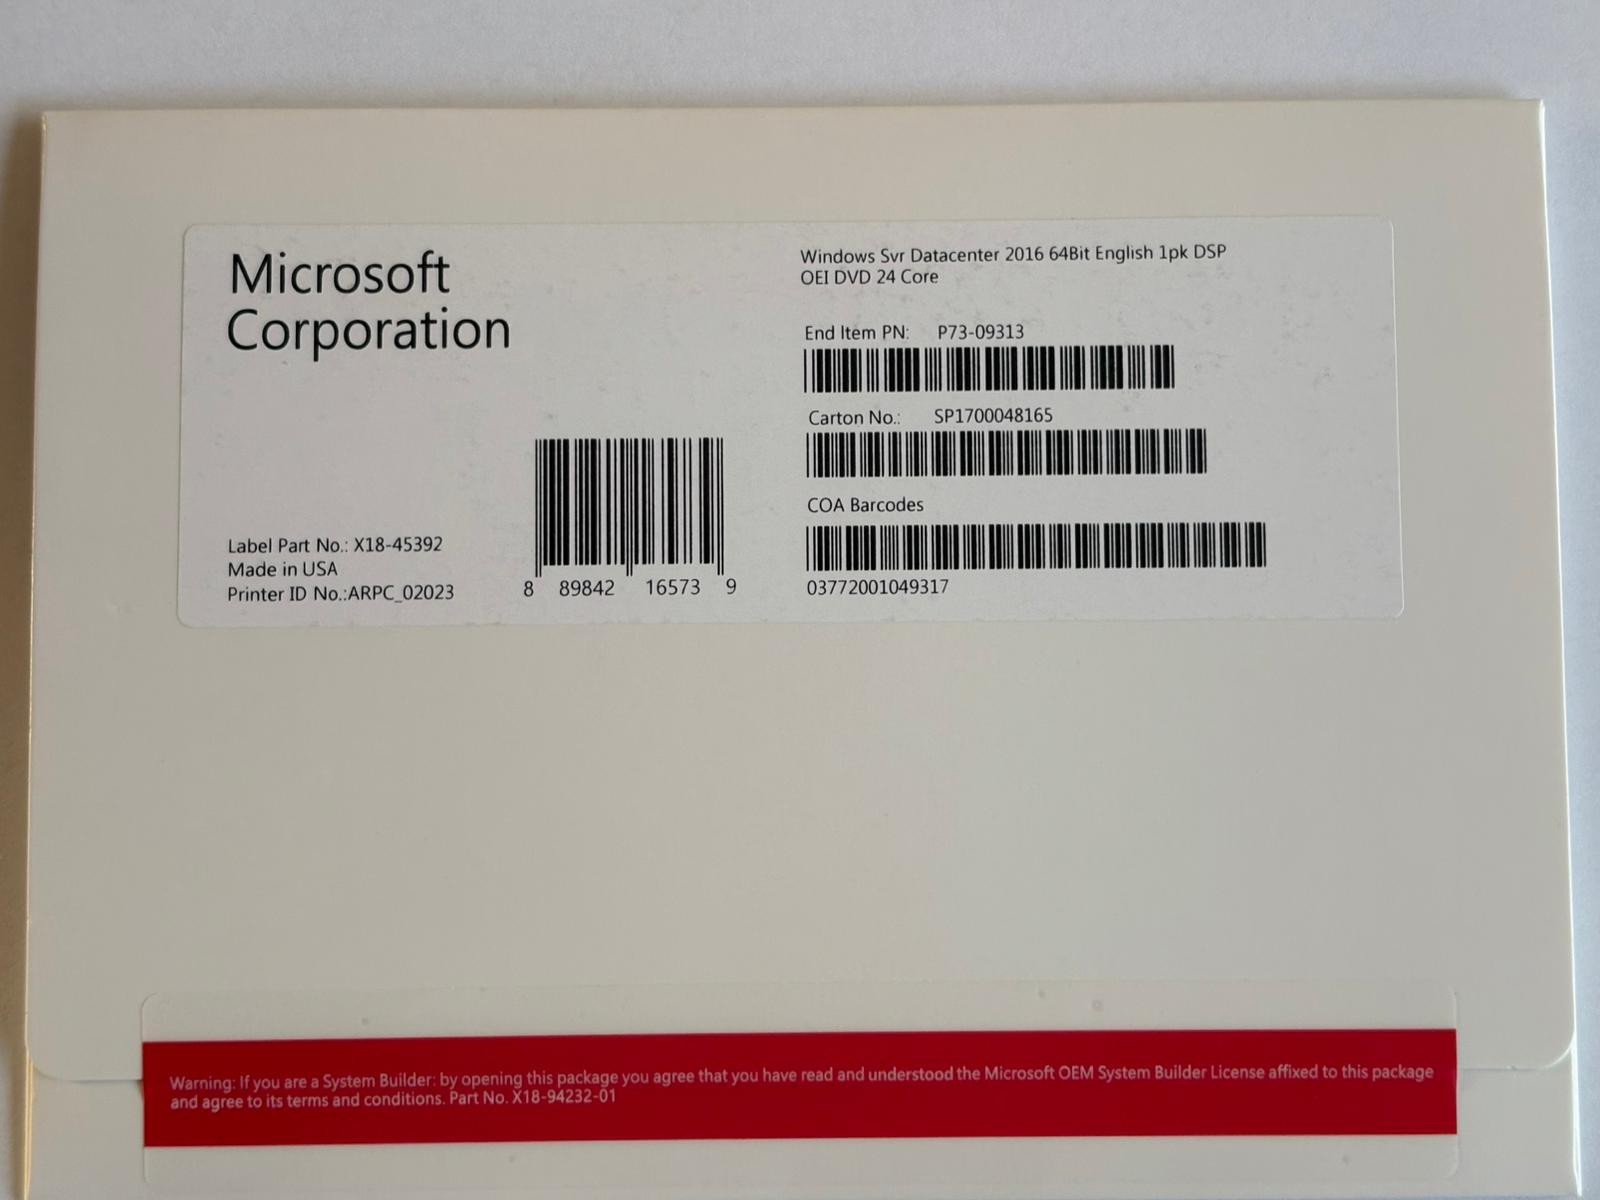 Microsoft
Corporation
Label Part No.: X18-45392
Made in USA
Printer ID No.:ARPC_02023
8 89842 16573 9
Windows Svr Datacenter 2016 64Bit English 1pk DSP
OEI DVD 24 Core
End Item PN: P73-09313
Carton No.: SP1700048165
COA Barcodes
03772001049317
Warning: If you are a System Builder: by opening this package you agree that you have read and understood the Microsoft OEM System Builder License affixed to this package
and agree to its terms and conditions. Part No. X18-94232-01